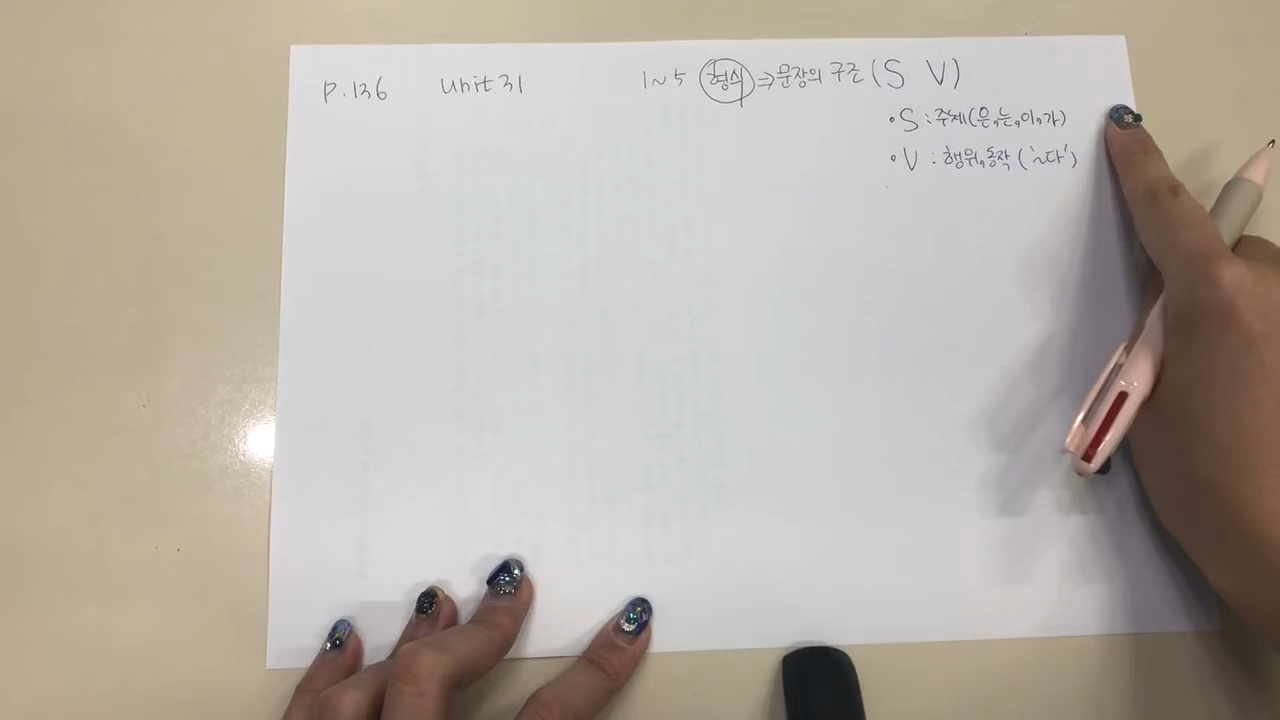 P.136 Unit 31 1~5 형식 ⇒ 문장의 구조 (S V)
• S : 주체(은,는,이,가)
• V : 행위,동작 ('~다')